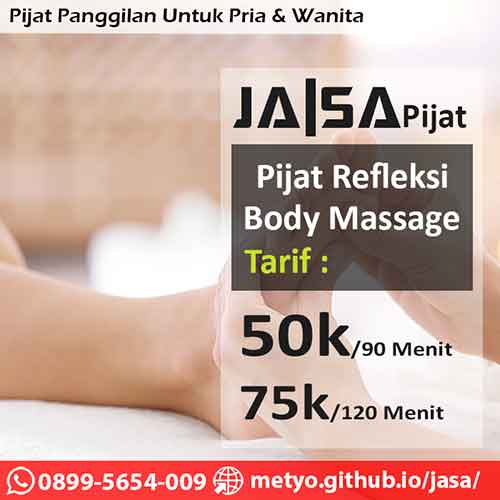 Pijat Panggilan Untuk Pria & Wanita
JA|SA Pijat
Pijat Refleksi
Body Massage
Tarif :
50k/90 Menit
75k/120 Menit
0899-5654-009 metyo.github.io/jasa/